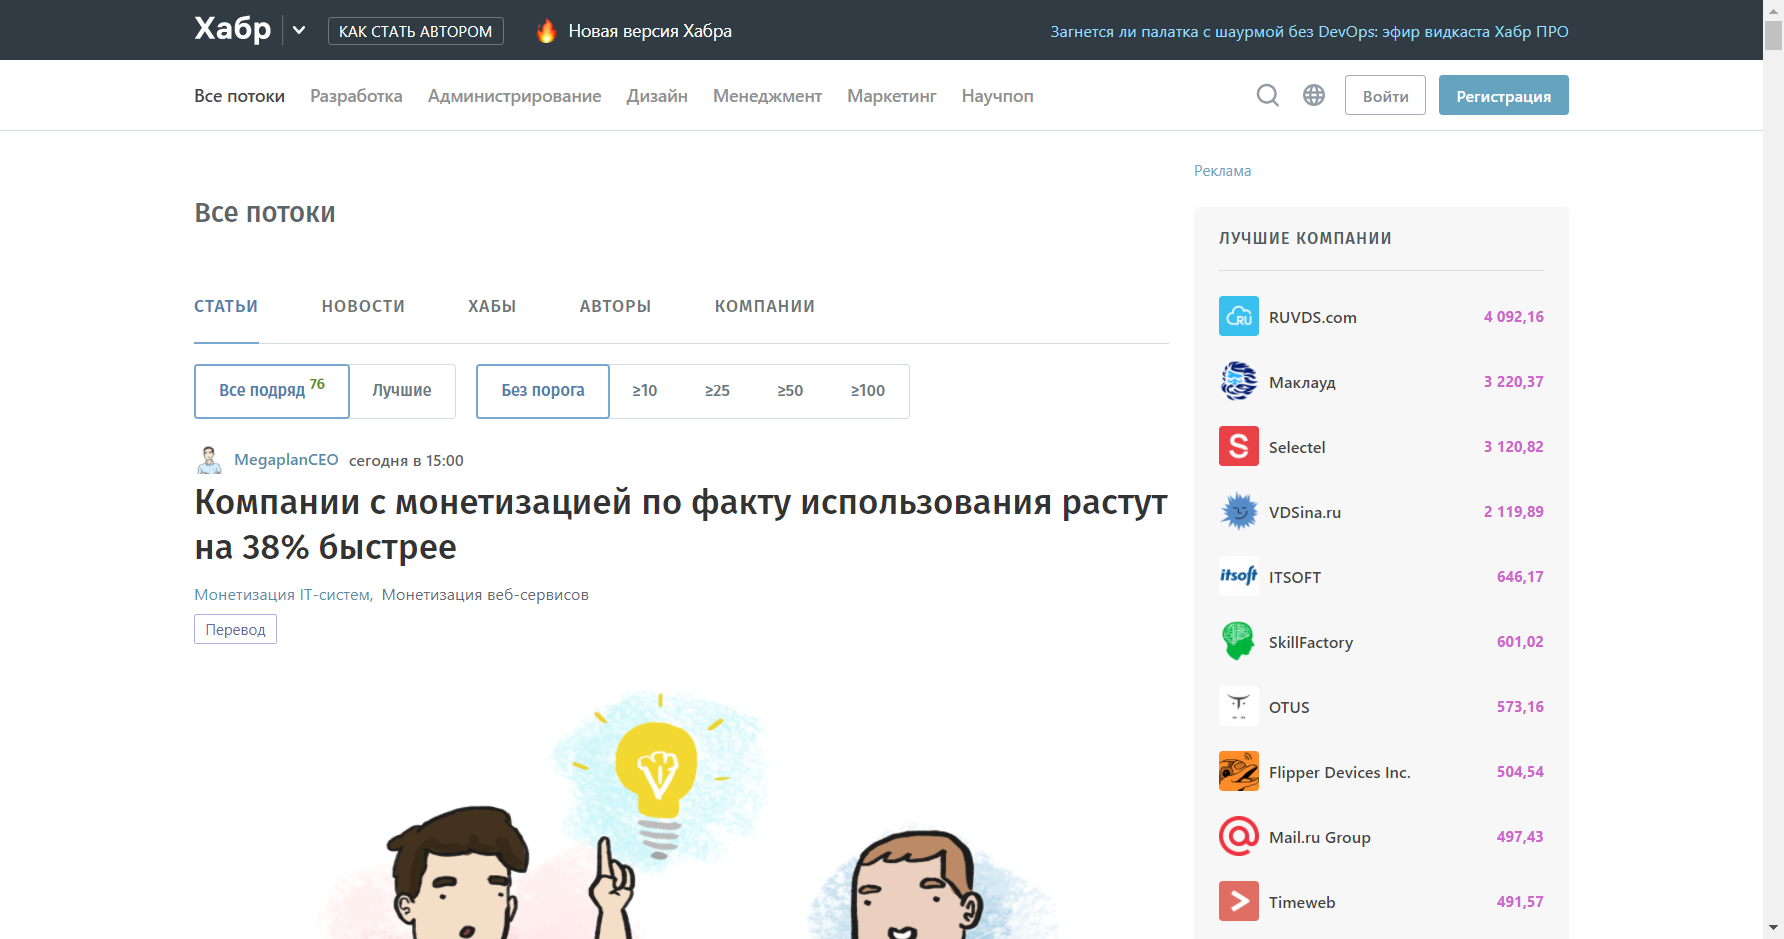 Хабр
КАК СТАТЬ АВТОРОМ
Новая версия Хабра
Загнется ли палатка с шаурмой без DevOps: эфир видкаста Хабр ПРО
Все потоки Разработка Администрирование Дизайн Менеджмент Маркетинг Научпоп
Войти
Регистрация
Реклама
Все потоки
СТАТЬИ НОВОСТИ ХАБЫ АВТОРЫ КОМПАНИИ
Все подряд 76 Лучшие
Без порога ≥10 ≥25 ≥50 ≥100
MegaplanCEO сегодня в 15:00
Компании с монетизацией по факту использования растут
на 38% быстрее
Монетизация IT-систем, Монетизация веб-сервисов
Перевод
ЛУЧШИЕ КОМПАНИИ
RU RUVDS.com 4 092,16
Маклауд 3 220,37
S Selectel 3 120,82
VDSina.ru 2 119,89
itsoft ITSOFT 646,17
SkillFactory 601,02
OTUS 573,16
Flipper Devices Inc. 504,54
@ Mail.ru Group 497,43
Timeweb 491,57